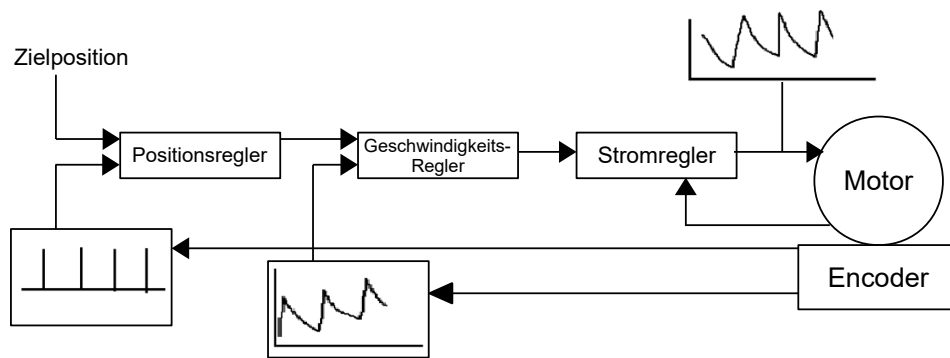 Zielposition
Positionsregler
Geschwindigkeits-
Regler
Stromregler
Motor
Encoder